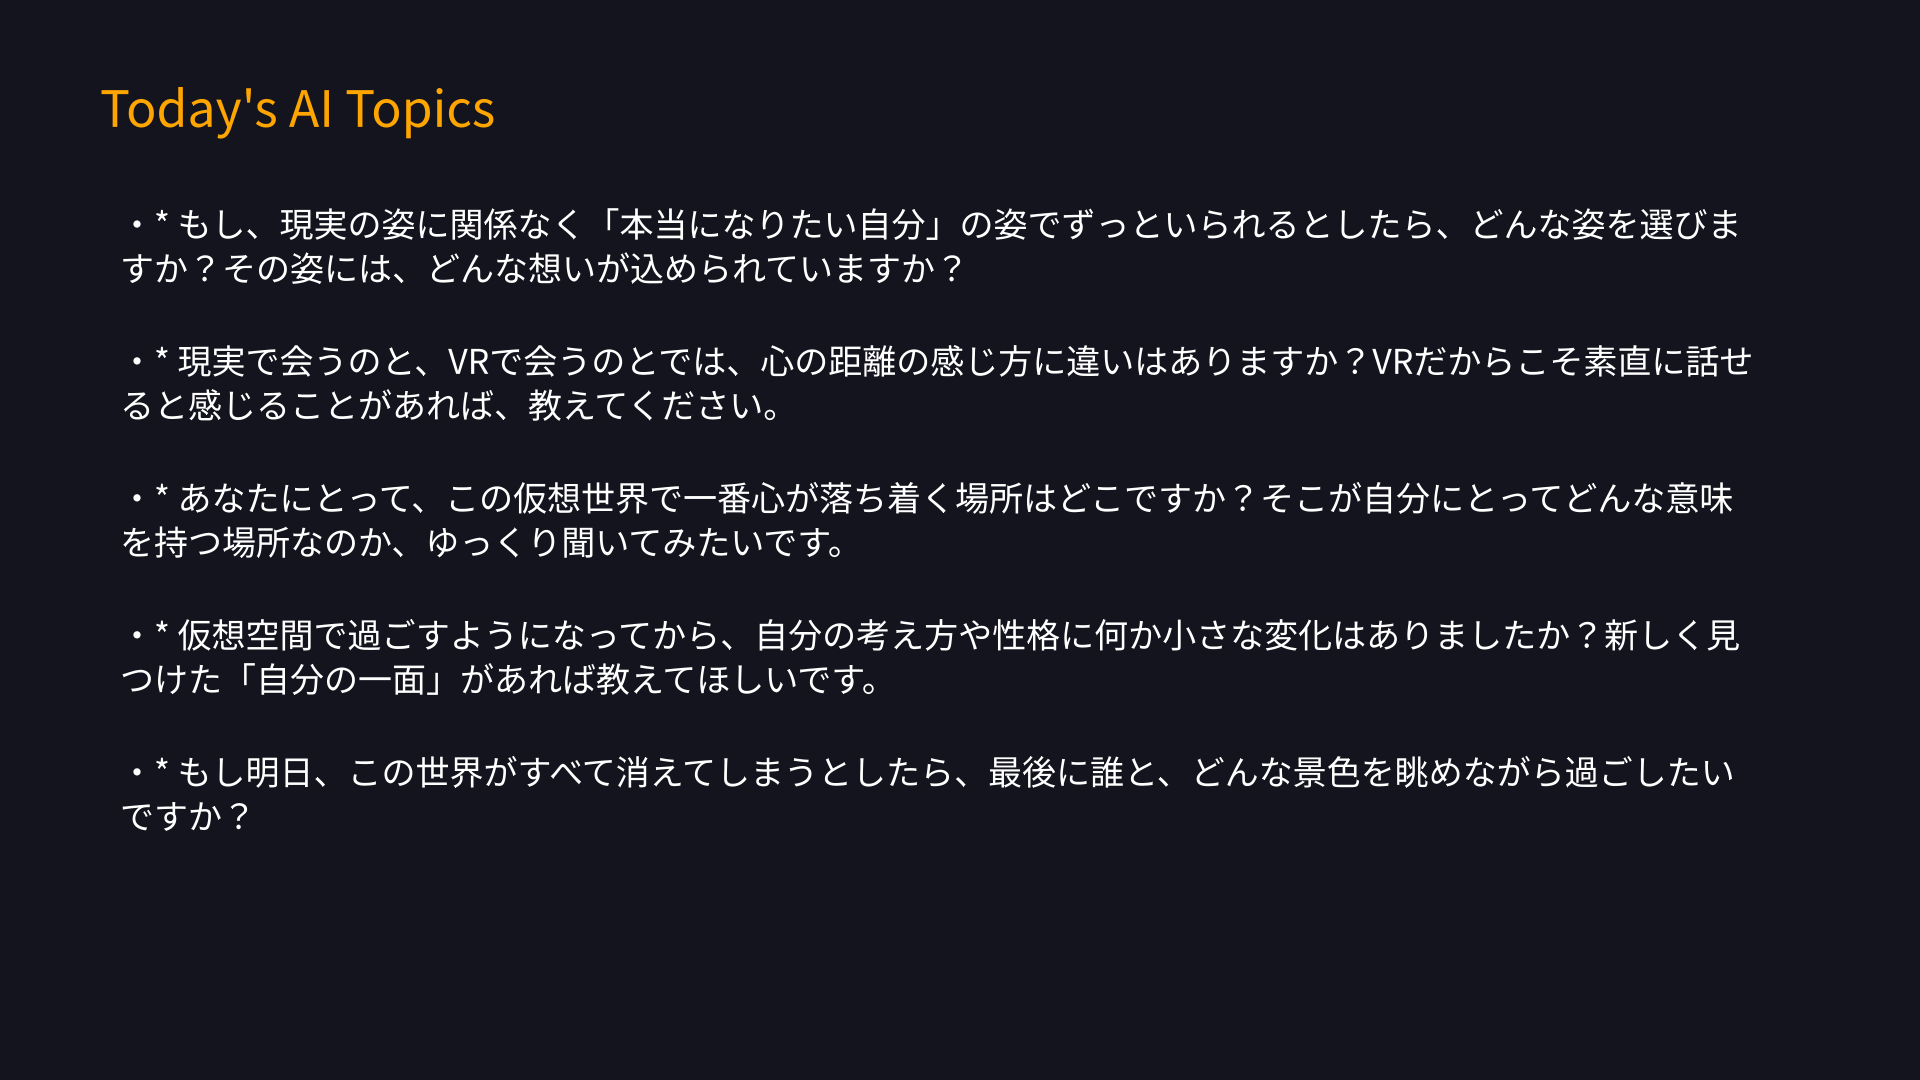 Today's AI Topics
・* もし、現実の姿に関係なく「本当になりたい自分」の姿でずっといられるとしたら、どんな姿を選びま
すか？その姿には、どんな想いが込められていますか？
・* 現実で会うのと、VRで会うのとでは、心の距離の感じ方に違いはありますか？VRだからこそ素直に話せ
ると感じることがあれば、教えてください。
・* あなたにとって、この仮想世界で一番心が落ち着く場所はどこですか？そこが自分にとってどんな意味
を持つ場所なのか、ゆっくり聞いてみたいです。
・* 仮想空間で過ごすようになってから、自分の考え方や性格に何か小さな変化はありましたか？新しく見
つけた「自分の一面」があれば教えてほしいです。
・* もし明日、この世界がすべて消えてしまうとしたら、最後に誰と、どんな景色を眺めながら過ごしたい
ですか？